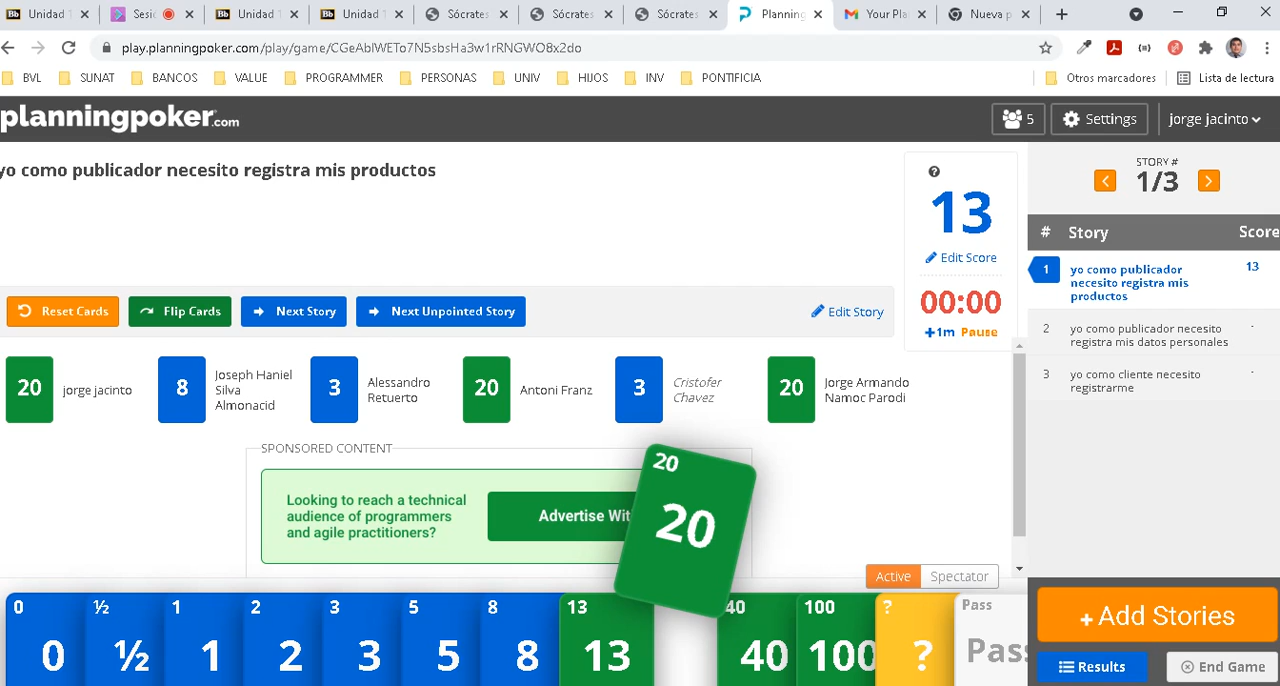 Unidad 1
Sesió
Unidad 1
Unidad 1
Sócrates
Sócrates
Sócrates
Planning
Your Pla
Nueva p
play.planningpoker.com/play/game/CGeAbIWETo7N5sbsHa3w1rRNGWO8x2do
BVL
SUNAT
BANCOS
VALUE
PROGRAMMER
PERSONAS
UNIV
HIJOS
INV
PONTIFICIA
Otros marcadores
Lista de lectura
planningpoker.com
5
Settings
jorge jacinto
yo como publicador necesito registra mis productos
13
Edit Score
00:00
+1m Pause
Reset Cards
Flip Cards
Next Story
Next Unpointed Story
Edit Story
20
jorge jacinto
8
Joseph Haniel
Silva
Almonacid
3
Alessandro
Retuerto
20
Antoni Franz
3
Cristofer
Chavez
20
Jorge Armando
Namoc Parodi
SPONSORED CONTENT
Looking to reach a technical
audience of programmers
and agile practitioners?
Advertise Wit
20
20
Active
Spectator
0
0
½
½
1
1
2
2
3
3
5
5
8
8
13
13
40
40
100
100
?
?
Pass
Pass
STORY #
1/3
# Story Score
1
yo como publicador
necesito registra mis
productos
13
2
yo como publicador necesito
registra mis datos personales
-
3
yo como cliente necesito
registrarme
-
+ Add Stories
Results
End Game